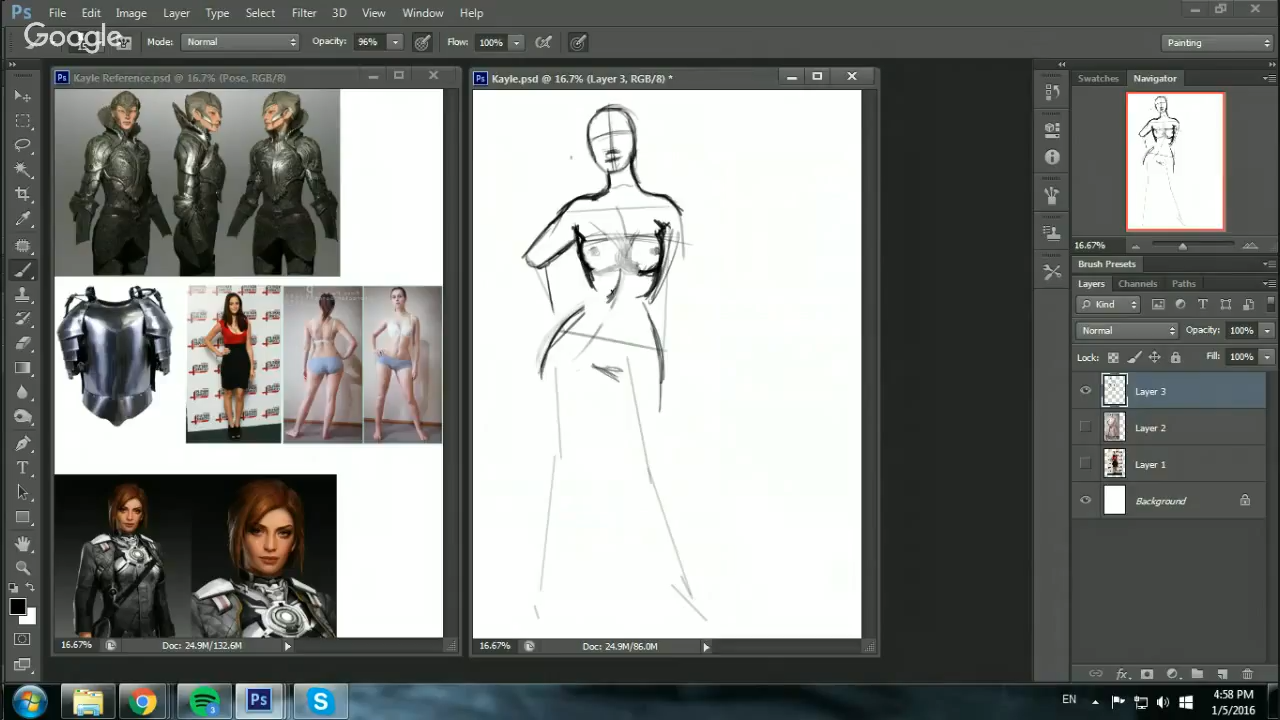 Ps File Edit Image Layer Type Select Filter 3D View Window Help
Google
Mode: Normal Opacity: 96% Flow: 100% Painting
Ps Kayle Reference.psd @ 16.7% (Pose, RGB/8)
Ps Kayle.psd @ 16.7% (Layer 3, RGB/8) *
Swatches Navigator
16.67%
Brush Presets
Layers Channels Paths
Kind
Normal Opacity: 100%
Lock: Fill: 100%
Layer 3
Layer 2
Layer 1
Background
16.67% Doc: 24.9M/132.6M
16.67% Doc: 24.9M/86.0M
3 Ps S
EN
4:58 PM
1/5/2016